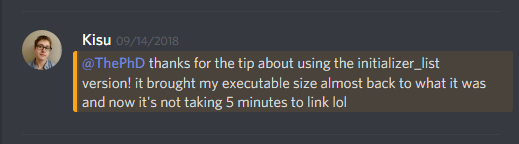 Kisu 09/14/2018
@ThePhD thanks for the tip about using the initializer_list
version! it brought my executable size almost back to what it was
and now it's not taking 5 minutes to link lol